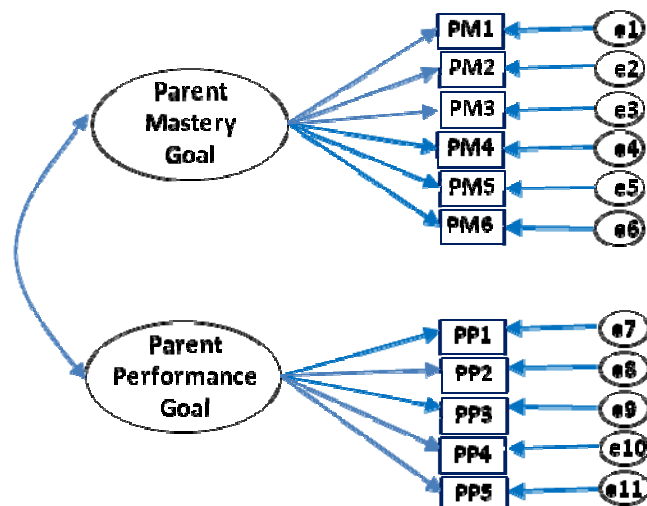 Parent
Mastery
Goal
PM1
e1
PM2
e2
PM3
e3
PM4
e4
PM5
e5
PM6
e6
Parent
Performance
Goal
PP1
e7
PP2
e8
PP3
e9
PP4
e10
PP5
e11